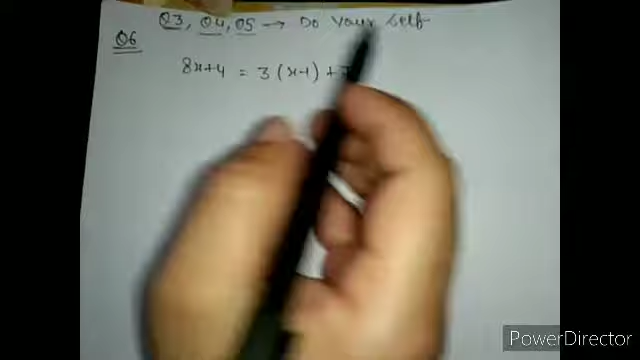 Q3, Q4, Q5 → Do Your Self
Q6
8x+4 = 3(x-1) +
PowerDirector